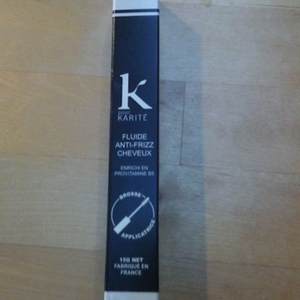 K
KARITÉ
FLUIDE
ANTI-FRIZZ
CHEVEUX
ENRICHI EN
PROVITAMINE B5
BROSSE
APPLICATRICE
15G NET
FABRIQUÉ EN
FRANCE